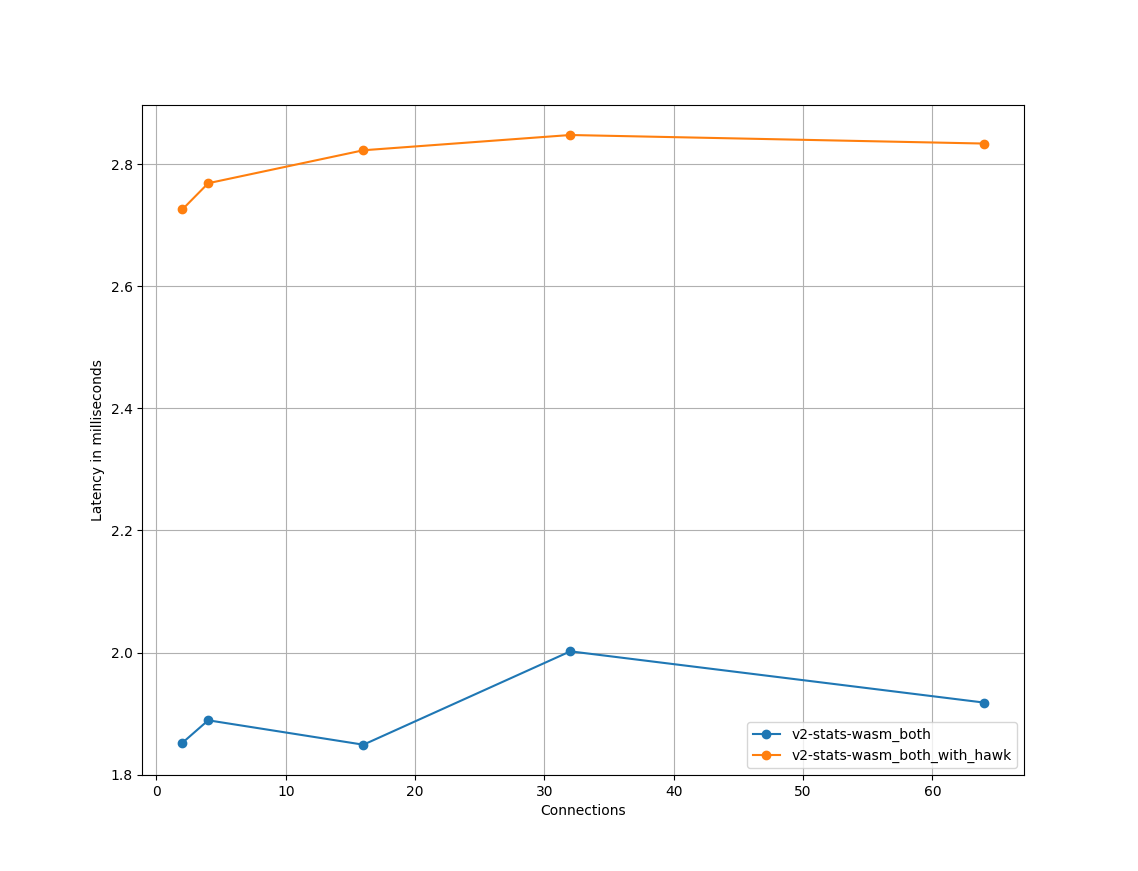 2.8
2.6
2.4
2.2
2.0
1.8
Latency in milliseconds
0 10 20 30 40 50 60
Connections
v2-stats-wasm_both
v2-stats-wasm_both_with_hawk